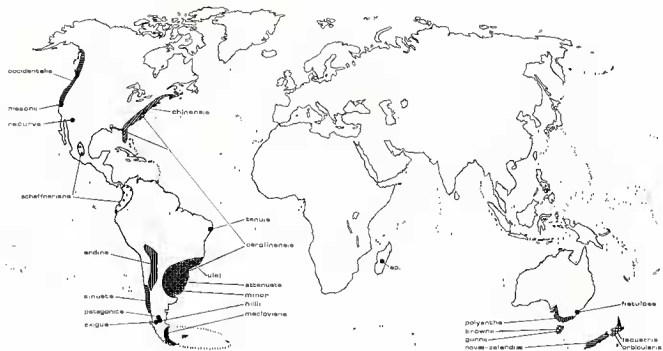 occidentalis
masonii
recurva
chinensis
schaffneriana
tenuis
carolinensis
andina
ulei
attenuata
sinuata
minor
hillii
patagonica
macloviana
exigua
sp.
fistulosa
polyantha
brownii
gunnii
lacustris
novae-zelandiae
orbicularis